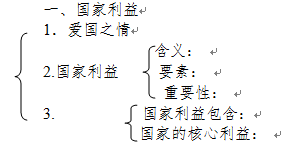 一、国家利益
1．爱国之情
含义：
2.国家利益
要素：
重要性：
3.
国家利益包含：
国家的核心利益：